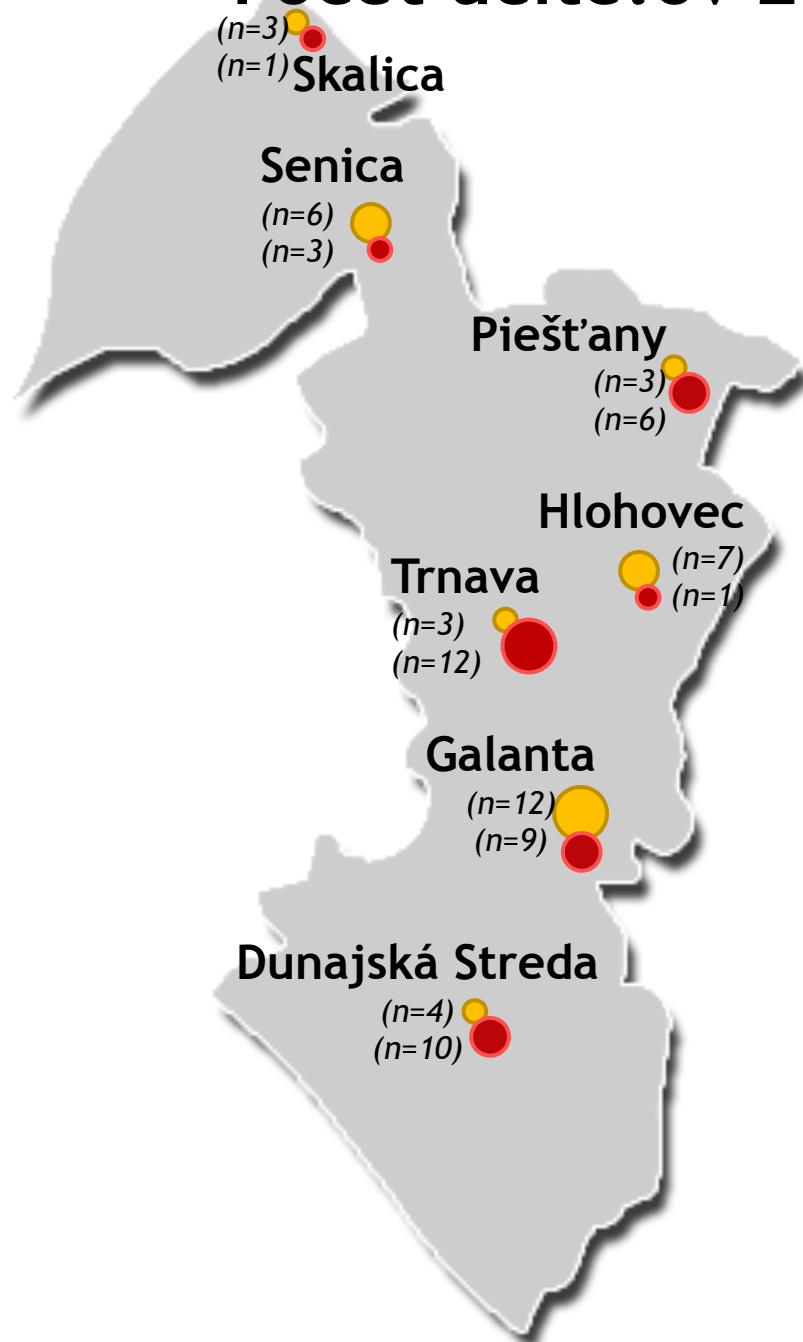 (n=3)
(n=1)
Skalica
Senica
(n=6)
(n=3)
Piešťany
(n=3)
(n=6)
Hlohovec
(n=7)
(n=1)
Trnava
(n=3)
(n=12)
Galanta
(n=12)
(n=9)
Dunajská Streda
(n=4)
(n=10)